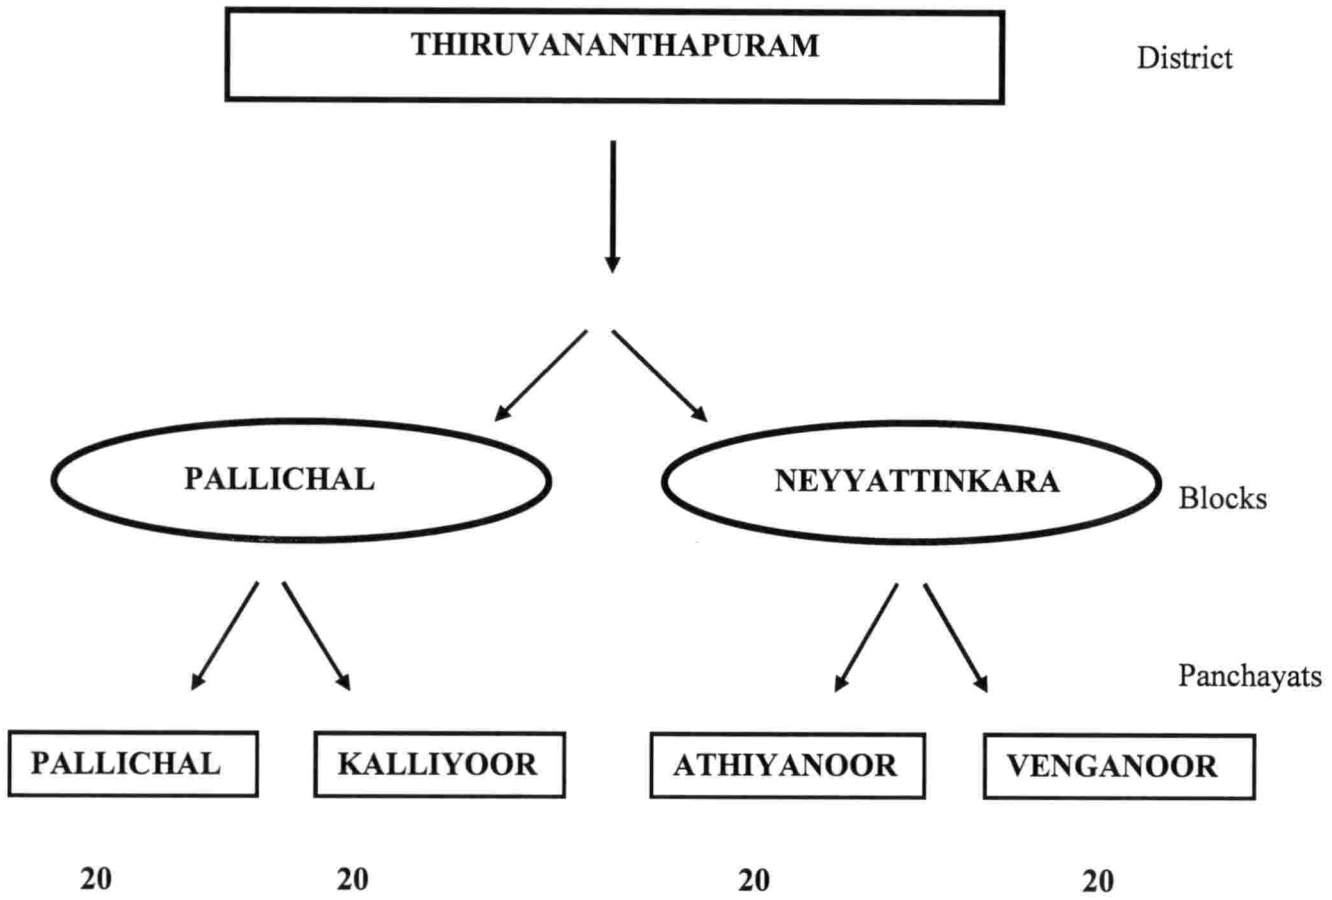 THIRUVANANTHAPURAM
District
PALLICHAL
NEYYATTINKARA
Blocks
Panchayats
PALLICHAL
KALLIYOOR
ATHIYANOOR
VENGANOOR
20
20
20
20